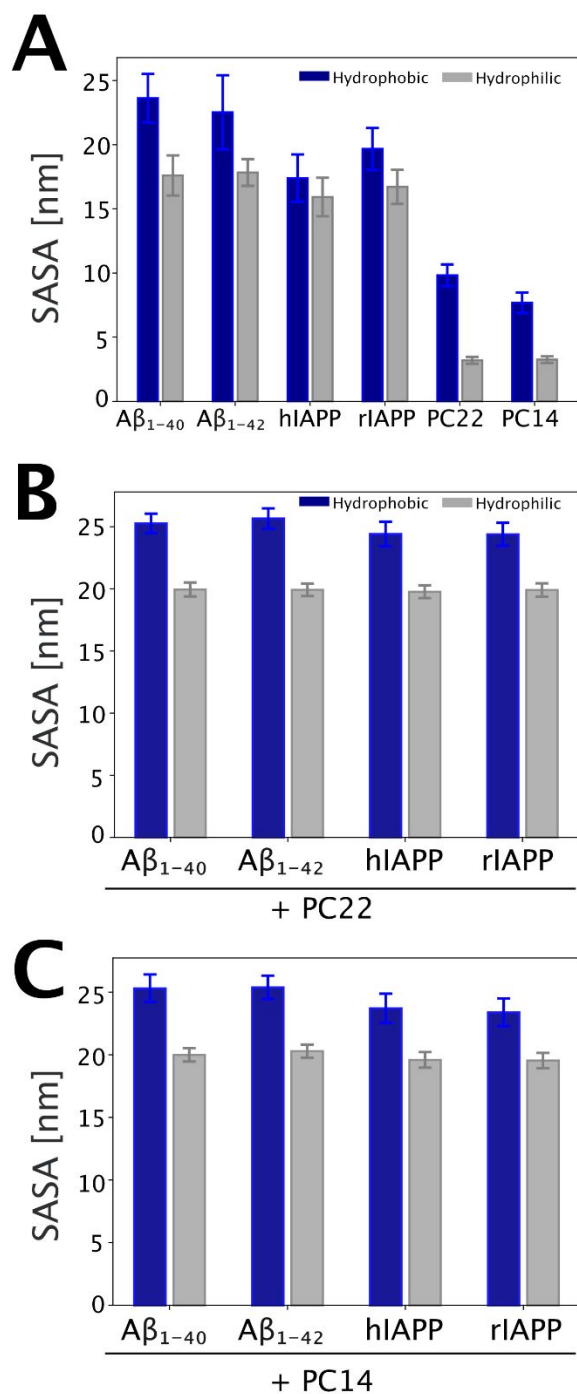 A
Hydrophobic Hydrophilic
SASA [nm]
25
20
15
10
5
0
Aβ₁₋₄₀ Aβ₁₋₄₂ hIAPP rIAPP PC22 PC14
B
Hydrophobic Hydrophilic
SASA [nm]
25
20
15
10
5
0
Aβ₁₋₄₀ Aβ₁₋₄₂ hIAPP rIAPP
+ PC22
C
SASA [nm]
25
20
15
10
5
0
Aβ₁₋₄₀ Aβ₁₋₄₂ hIAPP rIAPP
+ PC14